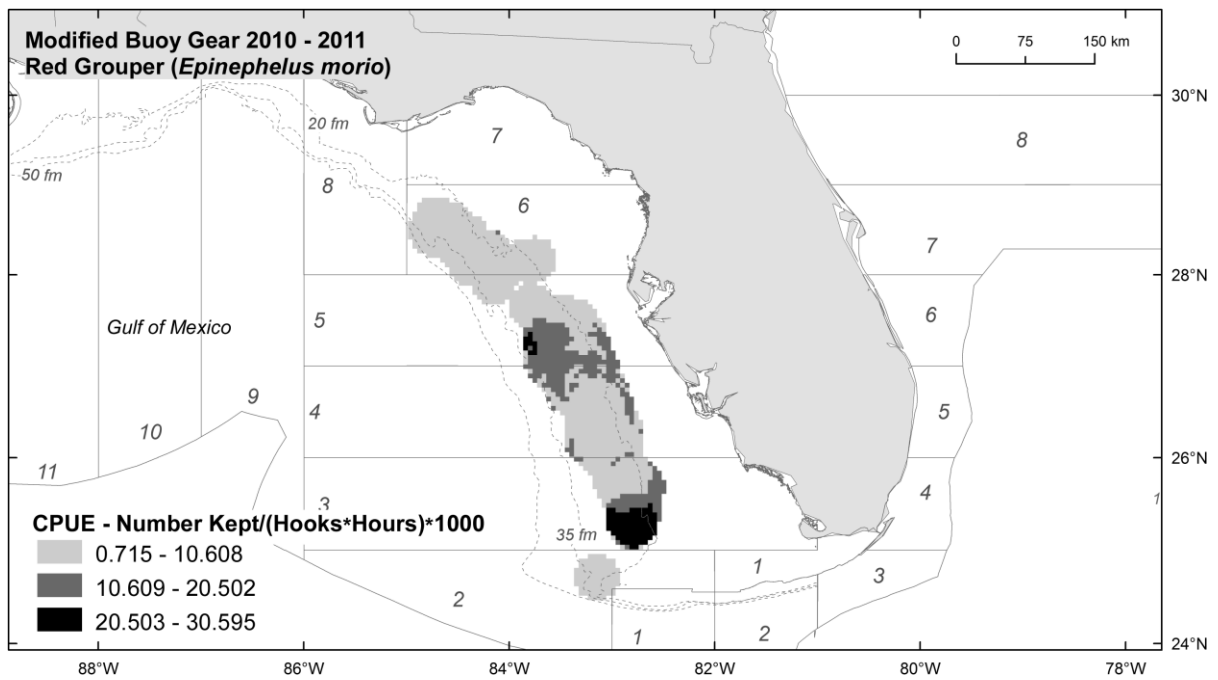 Modified Buoy Gear 2010 - 2011
Red Grouper (Epinephelus morio)
0 75 150 km
30°N
20 fm
7
8
50 fm
8
6
7
28°N
5
6
Gulf of Mexico
4
5
9
10
26°N
11
4
1
3
CPUE - Number Kept/(Hooks*Hours)*1000
35 fm
0.715 - 10.608
1
3
10.609 - 20.502
2
20.503 - 30.595
1
2
24°N
88°W 86°W 84°W 82°W 80°W 78°W